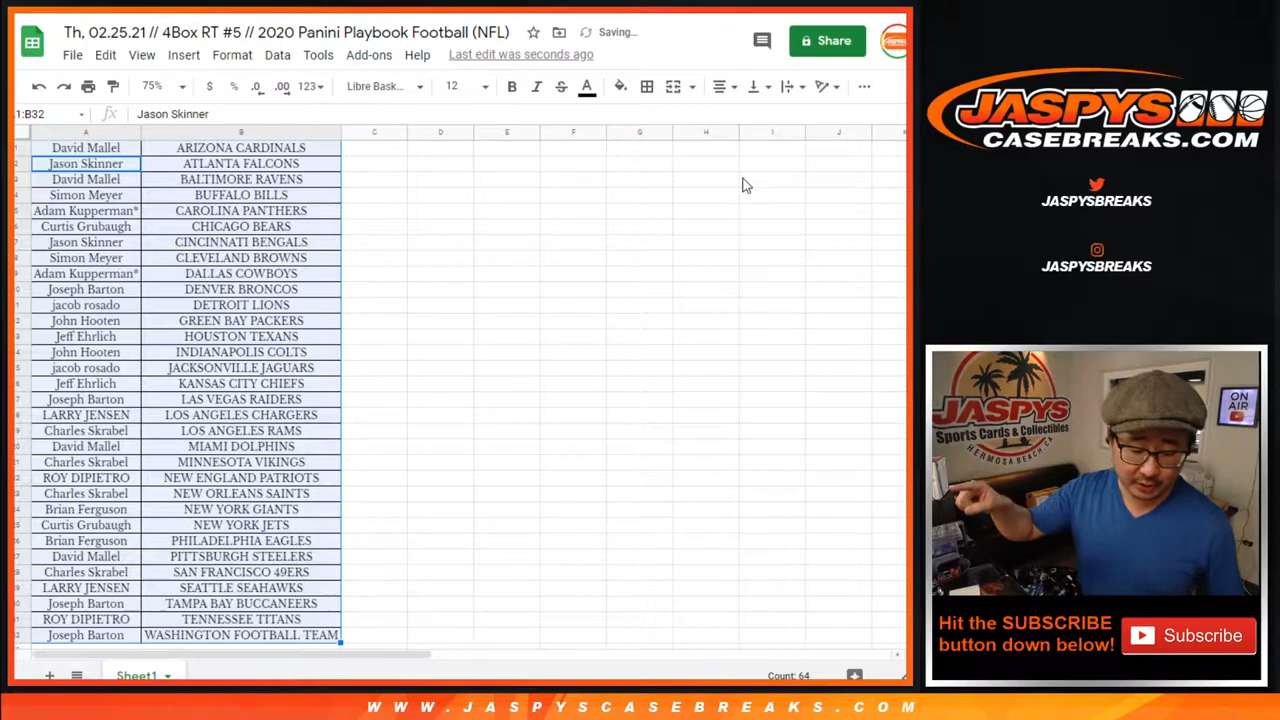 Th, 02.25.21 // 4Box RT #5 // 2020 Panini Playbook Football (NFL) Saving...
File Edit View Insert Format Data Tools Add-ons Help Last edit was seconds ago
Share
75% $ % .0 .00 123 Libre Bask... 12 B I S A
1:B32 fx Jason Skinner
A B C D E F G H I J K
David Mallel ARIZONA CARDINALS
Jason Skinner ATLANTA FALCONS
David Mallel BALTIMORE RAVENS
Simon Meyer BUFFALO BILLS
Adam Kupperman* CAROLINA PANTHERS
Curtis Grubaugh CHICAGO BEARS
Jason Skinner CINCINNATI BENGALS
Simon Meyer CLEVELAND BROWNS
Adam Kupperman* DALLAS COWBOYS
Joseph Barton DENVER BRONCOS
jacob rosado DETROIT LIONS
John Hooten GREEN BAY PACKERS
Jeff Ehrlich HOUSTON TEXANS
John Hooten INDIANAPOLIS COLTS
jacob rosado JACKSONVILLE JAGUARS
Jeff Ehrlich KANSAS CITY CHIEFS
Joseph Barton LAS VEGAS RAIDERS
LARRY JENSEN LOS ANGELES CHARGERS
Charles Skrabel LOS ANGELES RAMS
David Mallel MIAMI DOLPHINS
Charles Skrabel MINNESOTA VIKINGS
ROY DIPIETRO NEW ENGLAND PATRIOTS
Charles Skrabel NEW ORLEANS SAINTS
Brian Ferguson NEW YORK GIANTS
Curtis Grubaugh NEW YORK JETS
Brian Ferguson PHILADELPHIA EAGLES
David Mallel PITTSBURGH STEELERS
Charles Skrabel SAN FRANCISCO 49ERS
LARRY JENSEN SEATTLE SEAHAWKS
Joseph Barton TAMPA BAY BUCCANEERS
ROY DIPIETRO TENNESSEE TITANS
Joseph Barton WASHINGTON FOOTBALL TEAM
Sheet1 Count: 64
JASPYS
CASEBREAKS.COM
JASPYSBREAKS
JASPYSBREAKS
JASPYS
Sports Cards & Collectibles
HERMOSA BEACH, CA
ON AIR
Hit the SUBSCRIBE
button down below!
Subscribe
WWW.JASPYSCASEBREAKS.COM